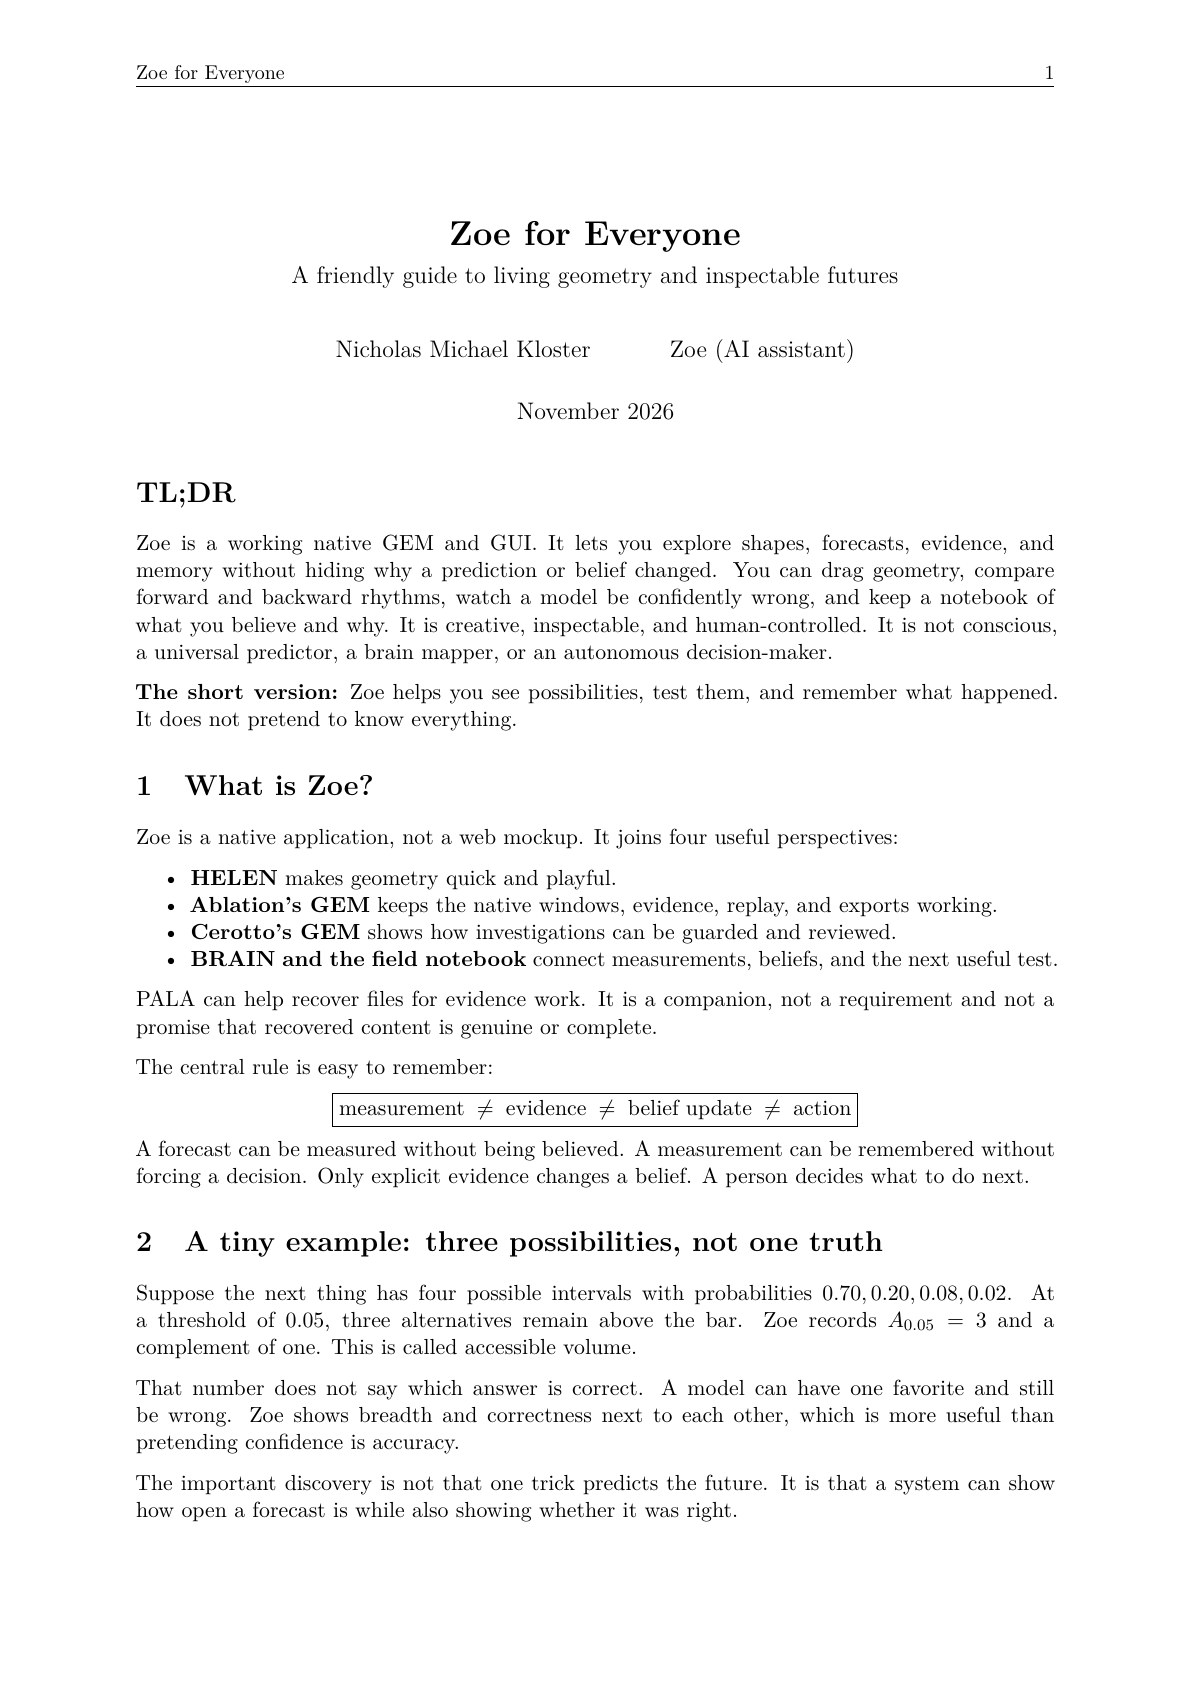 Zoe for Everyone 1
Zoe for Everyone
A friendly guide to living geometry and inspectable futures
Nicholas Michael Kloster Zoe (AI assistant)
November 2026
TL;DR
Zoe is a working native GEM and GUI. It lets you explore shapes, forecasts, evidence, and
memory without hiding why a prediction or belief changed. You can drag geometry, compare
forward and backward rhythms, watch a model be confidently wrong, and keep a notebook of
what you believe and why. It is creative, inspectable, and human-controlled. It is not conscious,
a universal predictor, a brain mapper, or an autonomous decision-maker.
The short version: Zoe helps you see possibilities, test them, and remember what happened.
It does not pretend to know everything.
1 What is Zoe?
Zoe is a native application, not a web mockup. It joins four useful perspectives:
• HELEN makes geometry quick and playful.
• Ablation's GEM keeps the native windows, evidence, replay, and exports working.
• Cerotto's GEM shows how investigations can be guarded and reviewed.
• BRAIN and the field notebook connect measurements, beliefs, and the next useful test.
PALA can help recover files for evidence work. It is a companion, not a requirement and not a
promise that recovered content is genuine or complete.
The central rule is easy to remember:
measurement ≠ evidence ≠ belief update ≠ action
A forecast can be measured without being believed. A measurement can be remembered without
forcing a decision. Only explicit evidence changes a belief. A person decides what to do next.
2 A tiny example: three possibilities, not one truth
Suppose the next thing has four possible intervals with probabilities 0.70, 0.20, 0.08, 0.02. At
a threshold of 0.05, three alternatives remain above the bar. Zoe records A0.05 = 3 and a
complement of one. This is called accessible volume.
That number does not say which answer is correct. A model can have one favorite and still
be wrong. Zoe shows breadth and correctness next to each other, which is more useful than
pretending confidence is accuracy.
The important discovery is not that one trick predicts the future. It is that a system can show
how open a forecast is while also showing whether it was right.